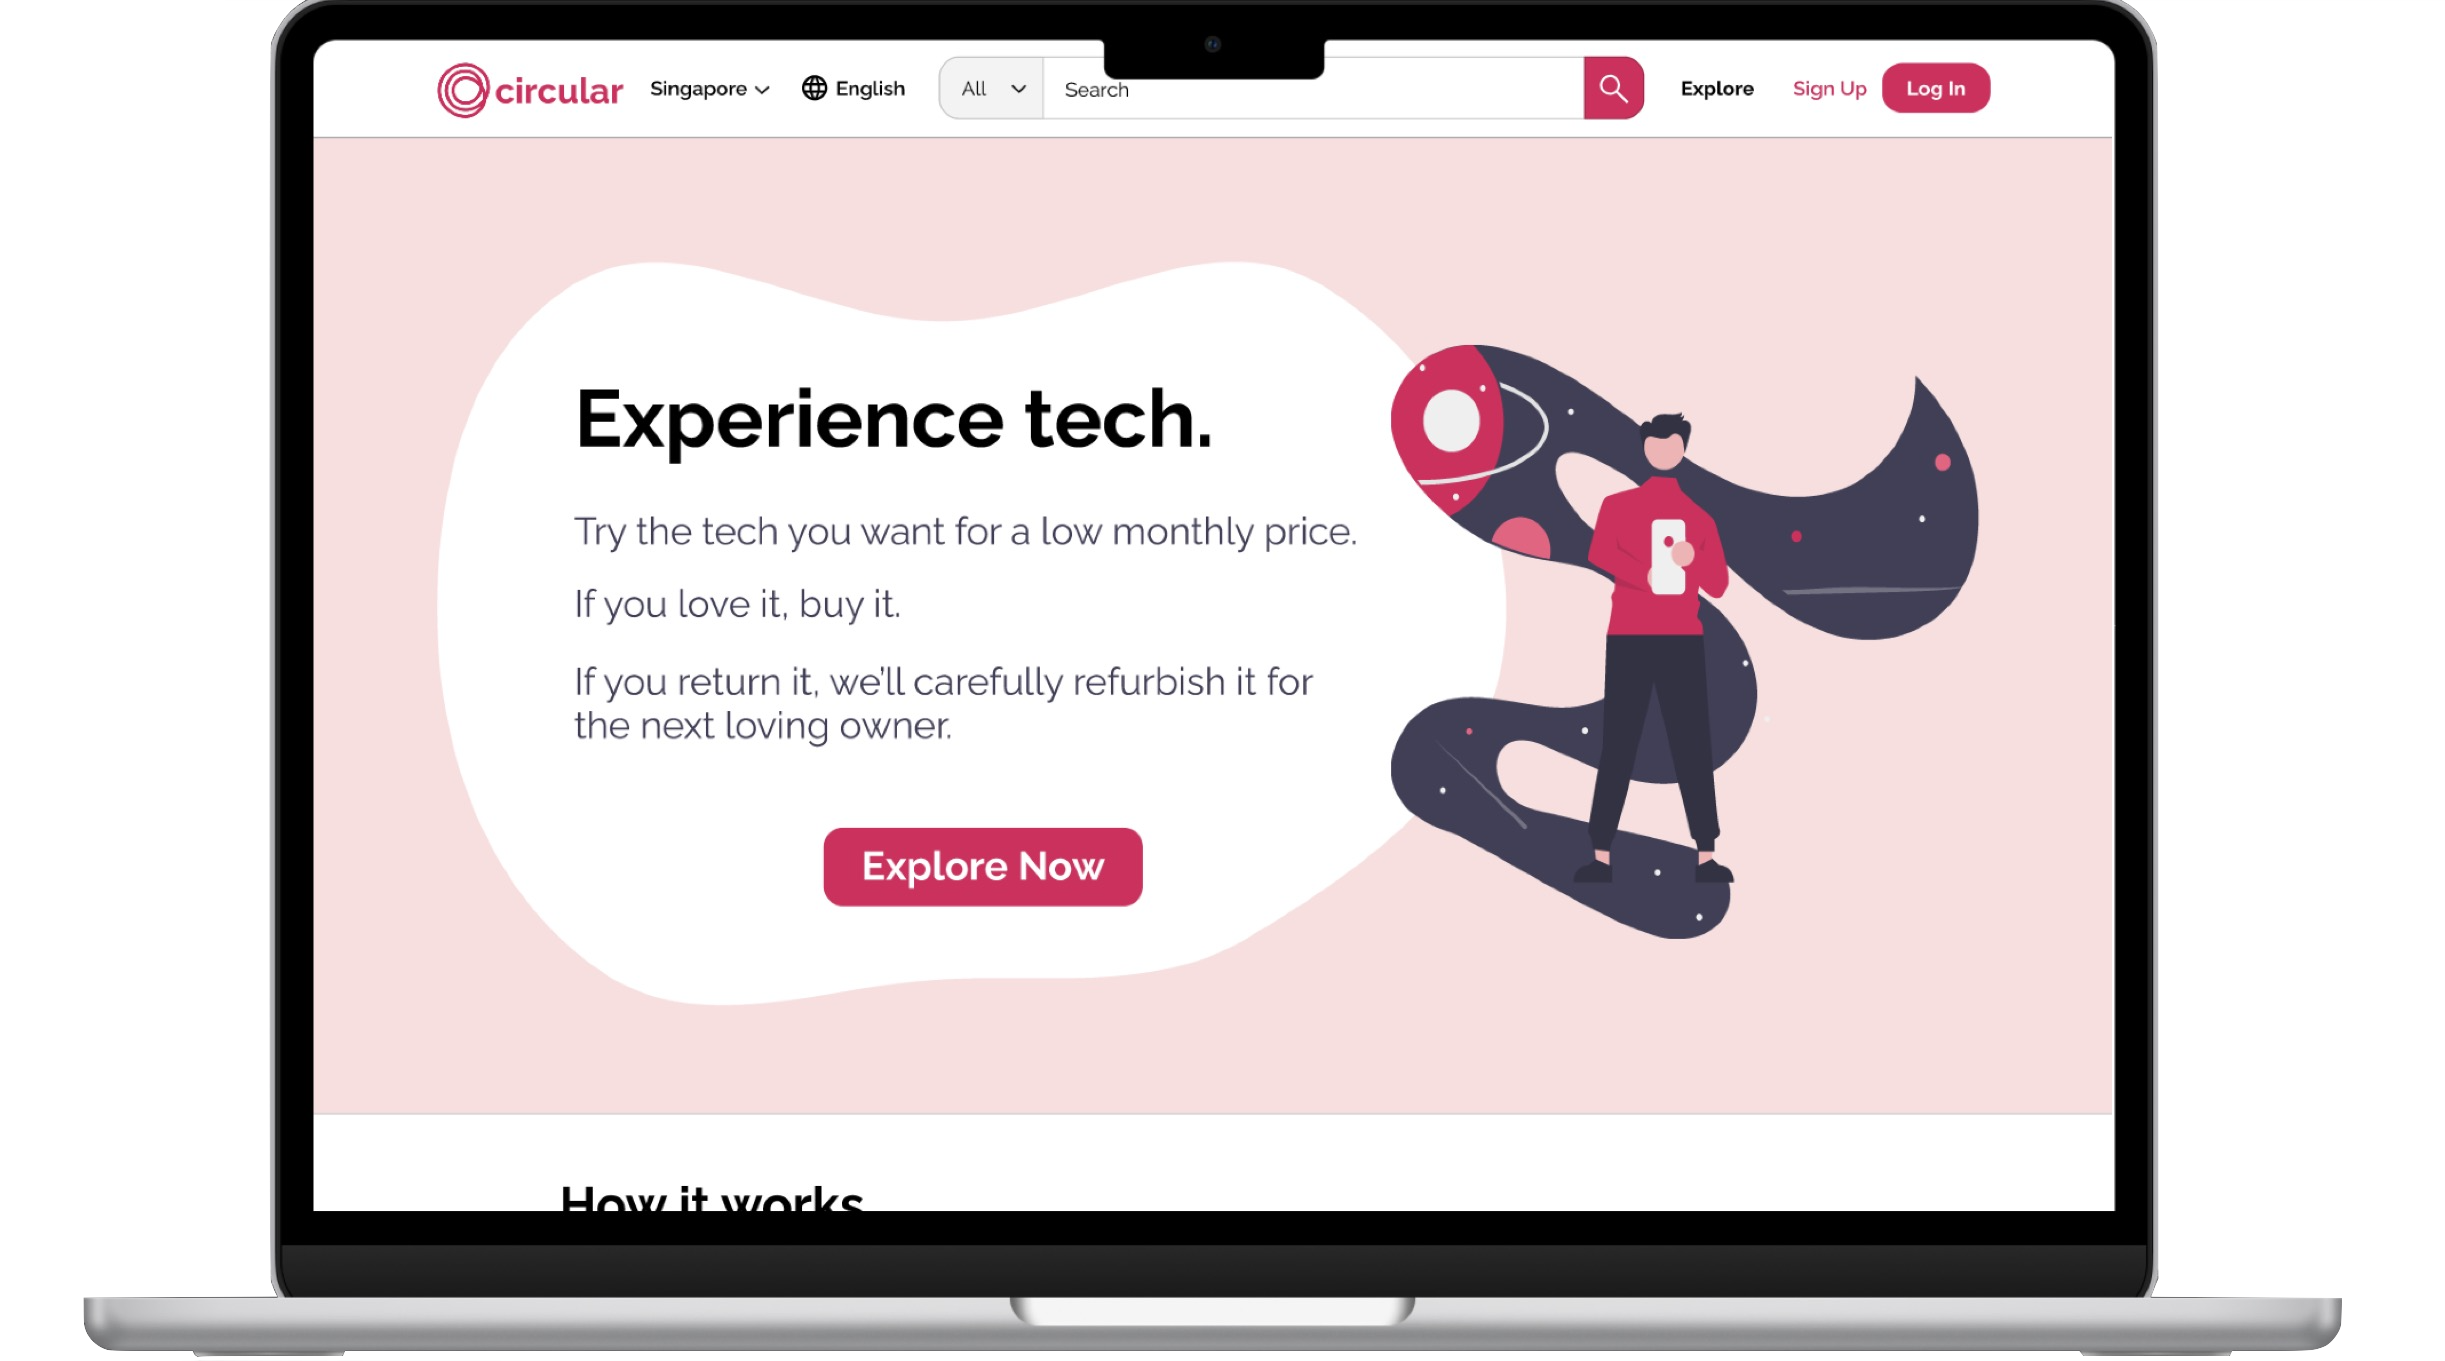 circular
Singapore
English
All
Search
Explore
Sign Up
Log In
Experience tech.
Try the tech you want for a low monthly price.
If you love it, buy it.
If you return it, we'll carefully refurbish it for
the next loving owner.
Explore Now
How it works